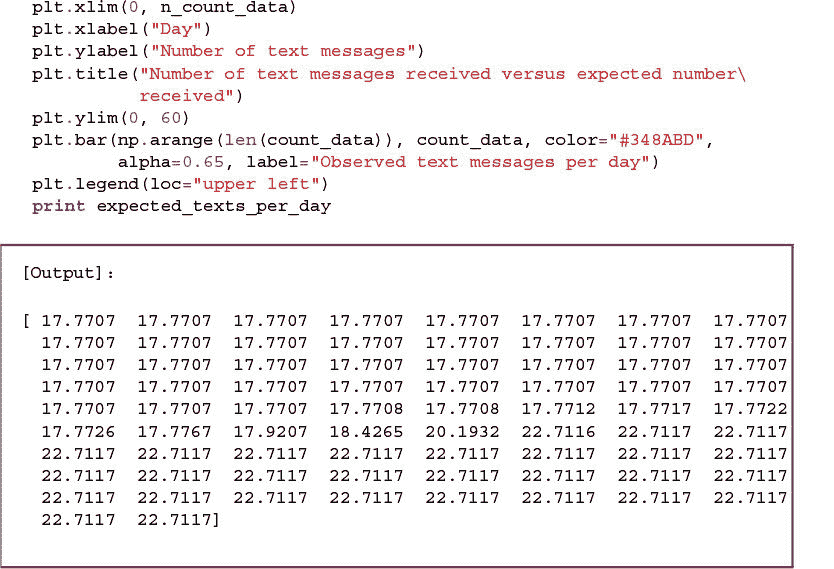 plt.xlim(0, n_count_data)
plt.xlabel("Day")
plt.ylabel("Number of text messages")
plt.title("Number of text messages received versus expected number\
          received")
plt.ylim(0, 60)
plt.bar(np.arange(len(count_data)), count_data, color="#348ABD",
        alpha=0.65, label="Observed text messages per day")
plt.legend(loc="upper left")
print expected_texts_per_day
[Output]:
[ 17.7707  17.7707  17.7707  17.7707  17.7707  17.7707  17.7707  17.7707
  17.7707  17.7707  17.7707  17.7707  17.7707  17.7707  17.7707  17.7707
  17.7707  17.7707  17.7707  17.7707  17.7707  17.7707  17.7707  17.7707
  17.7707  17.7707  17.7707  17.7707  17.7707  17.7707  17.7707  17.7707
  17.7707  17.7707  17.7707  17.7708  17.7708  17.7712  17.7717  17.7722
  17.7726  17.7767  17.9207  18.4265  20.1932  22.7116  22.7117  22.7117
  22.7117  22.7117  22.7117  22.7117  22.7117  22.7117  22.7117  22.7117
  22.7117  22.7117  22.7117  22.7117  22.7117  22.7117  22.7117  22.7117
  22.7117  22.7117  22.7117  22.7117  22.7117  22.7117  22.7117  22.7117
  22.7117  22.7117]